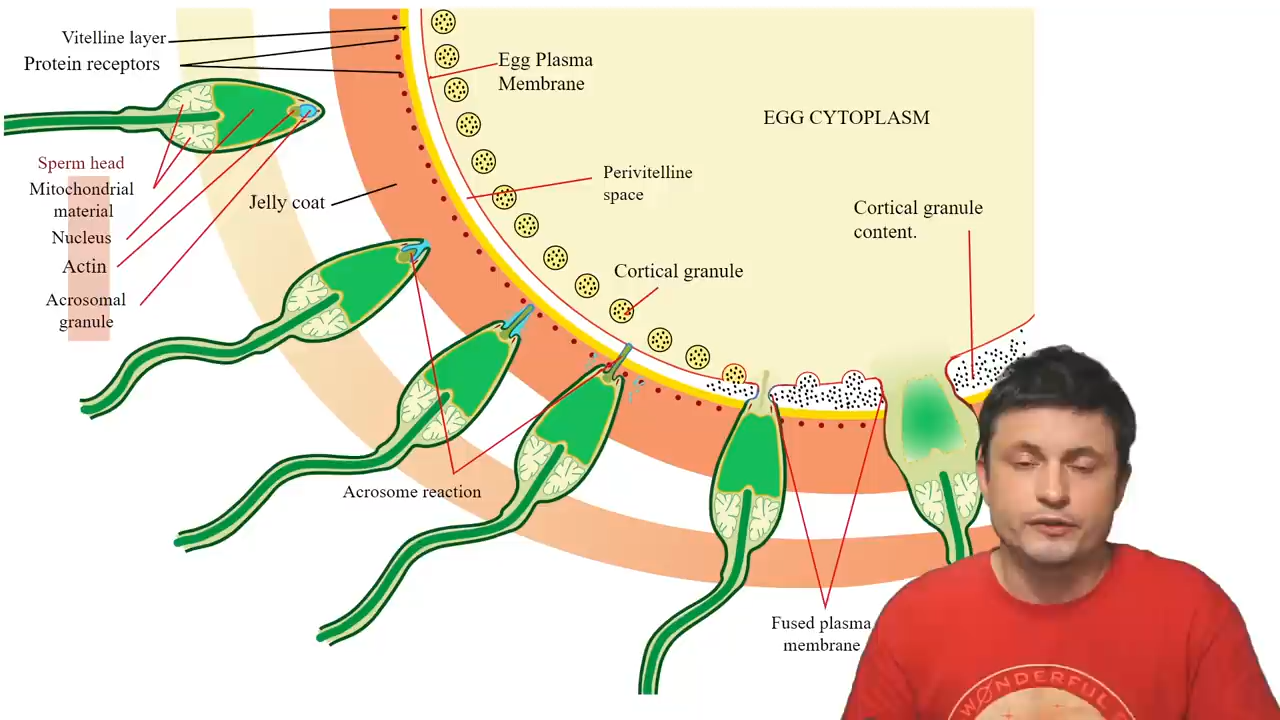 Vitelline layer
Protein receptors
Egg Plasma
Membrane
EGG CYTOPLASM
Sperm head
Mitochondrial
material
Nucleus
Actin
Acrosomal
granule
Jelly coat
Perivitelline
space
Cortical granule
content.
Cortical granule
Acrosome reaction
Fused plasma
membrane
WØNDERFUL